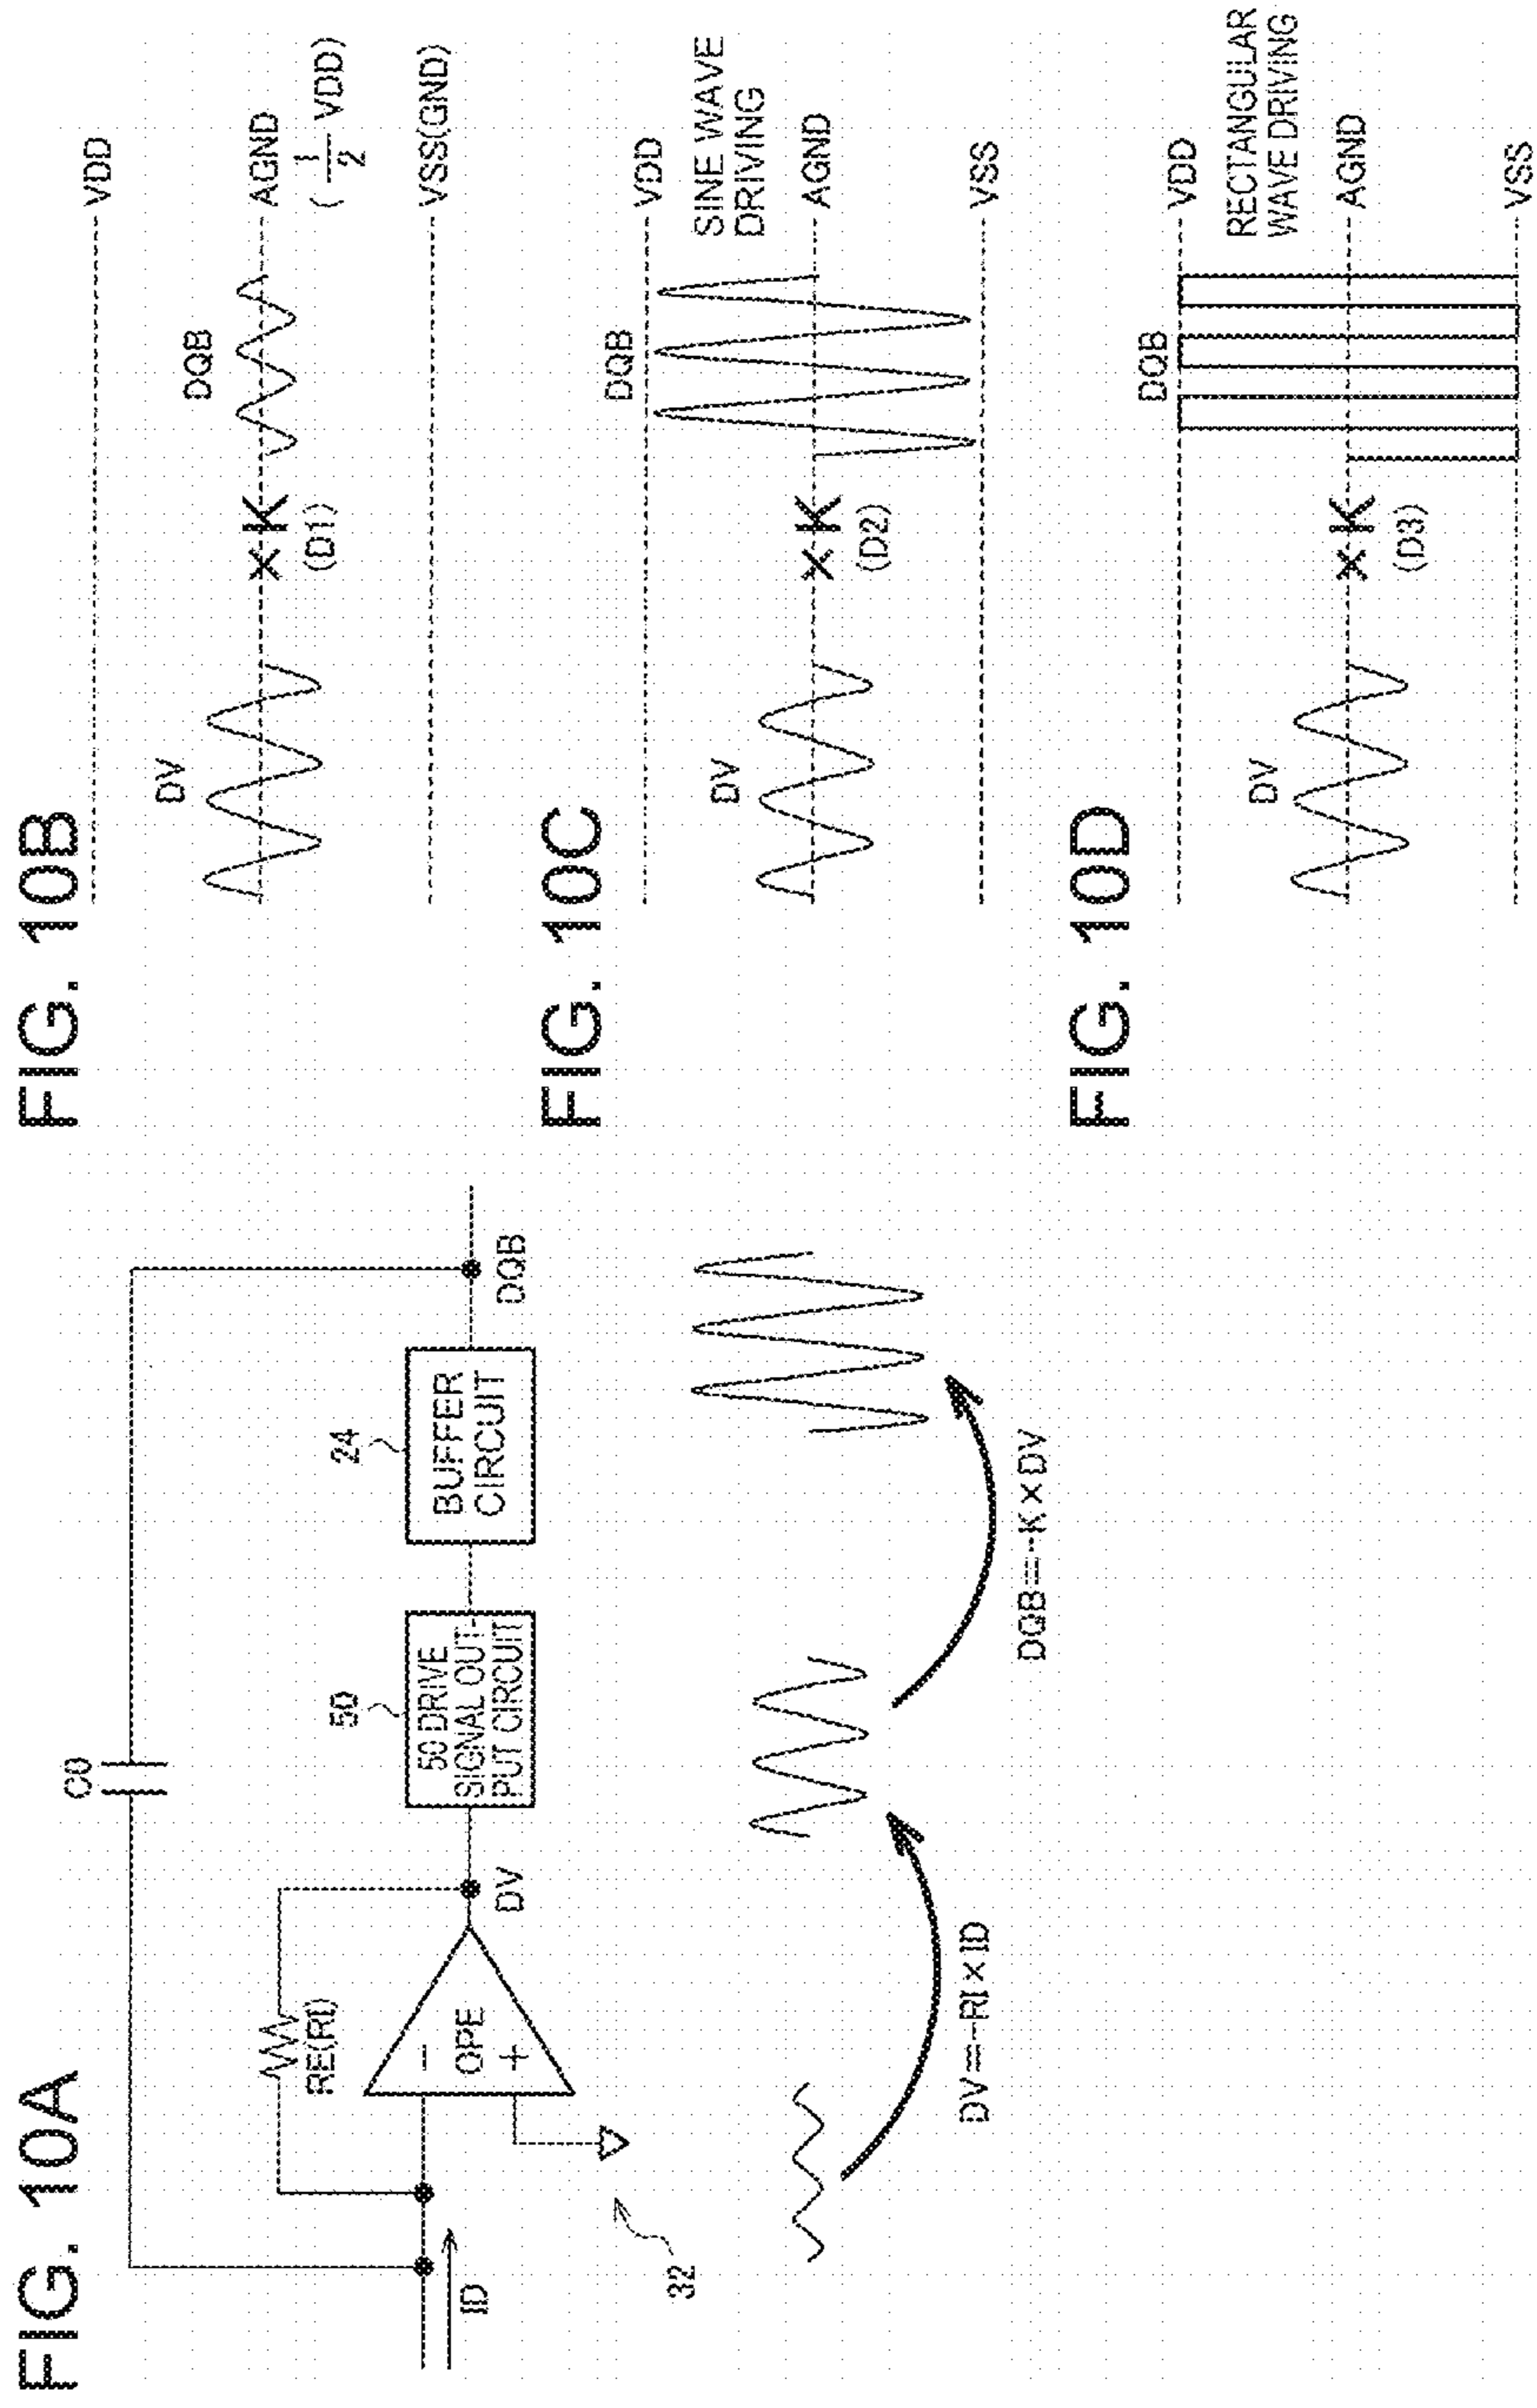 FIG. 10A
C0
RE(RI)
ID
−
OPE
+
32
DV
50
50 DRIVE
SIGNAL OUT-
PUT CIRCUIT
24
BUFFER
CIRCUIT
DQB
DV=-RI×ID
DQB=-K×DV
FIG. 10B
VDD
DV
DQB
×K
(D1)
AGND
( 1/2 VDD)
VSS(GND)
FIG. 10C
VDD
DV
DQB
SINE WAVE
DRIVING
×K
(D2)
AGND
VSS
FIG. 10D
VDD
DV
DQB
RECTANGULAR
WAVE DRIVING
×K
(D3)
AGND
VSS